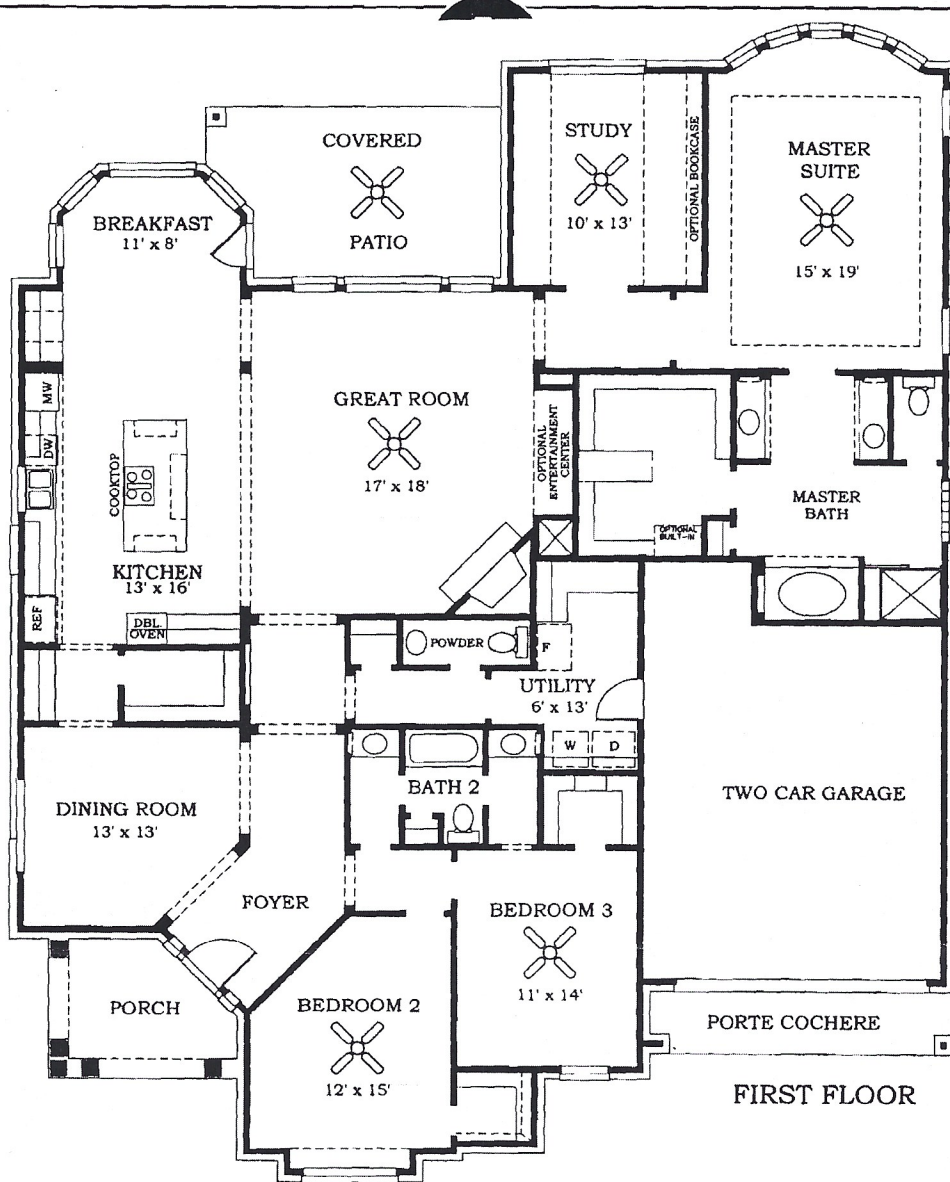 COVERED
PATIO
STUDY
10' x 13'
OPTIONAL BOOKCASE
MASTER
SUITE
15' x 19'
BREAKFAST
11' x 8'
GREAT ROOM
17' x 18'
OPTIONAL
ENTERTAINMENT
CENTER
MW
DW
COOKTOP
KITCHEN
13' x 16'
REF
DBL.
OVEN
MASTER
BATH
OPTIONAL
BUILT-IN
POWDER
F
UTILITY
6' x 13'
W
D
BATH 2
DINING ROOM
13' x 13'
TWO CAR GARAGE
FOYER
BEDROOM 3
11' x 14'
PORCH
BEDROOM 2
12' x 15'
PORTE COCHERE
FIRST FLOOR